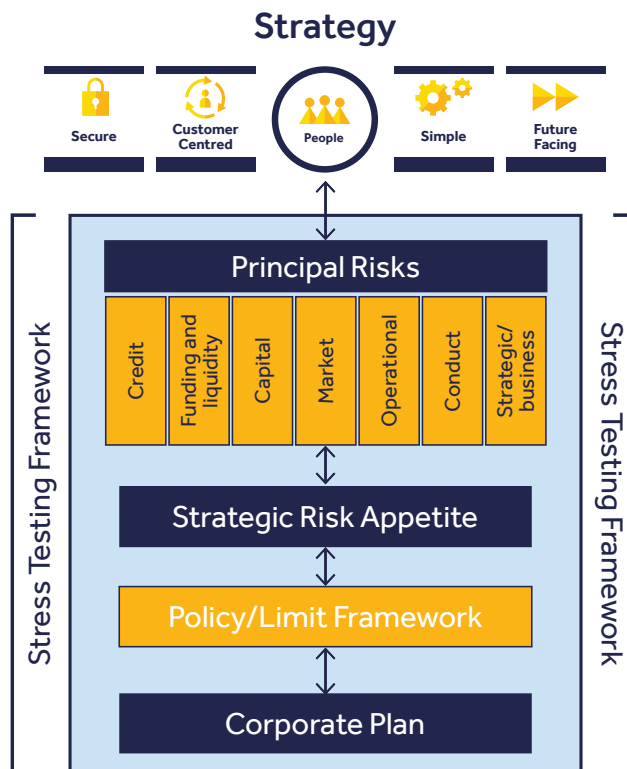 Strategy
Secure
Customer
Centred
People
Simple
Future
Facing
Stress Testing Framework
Principal Risks
Credit
Funding and
liquidity
Capital
Market
Operational
Conduct
Strategic/
business
Strategic Risk Appetite
Policy/Limit Framework
Corporate Plan
Stress Testing Framework